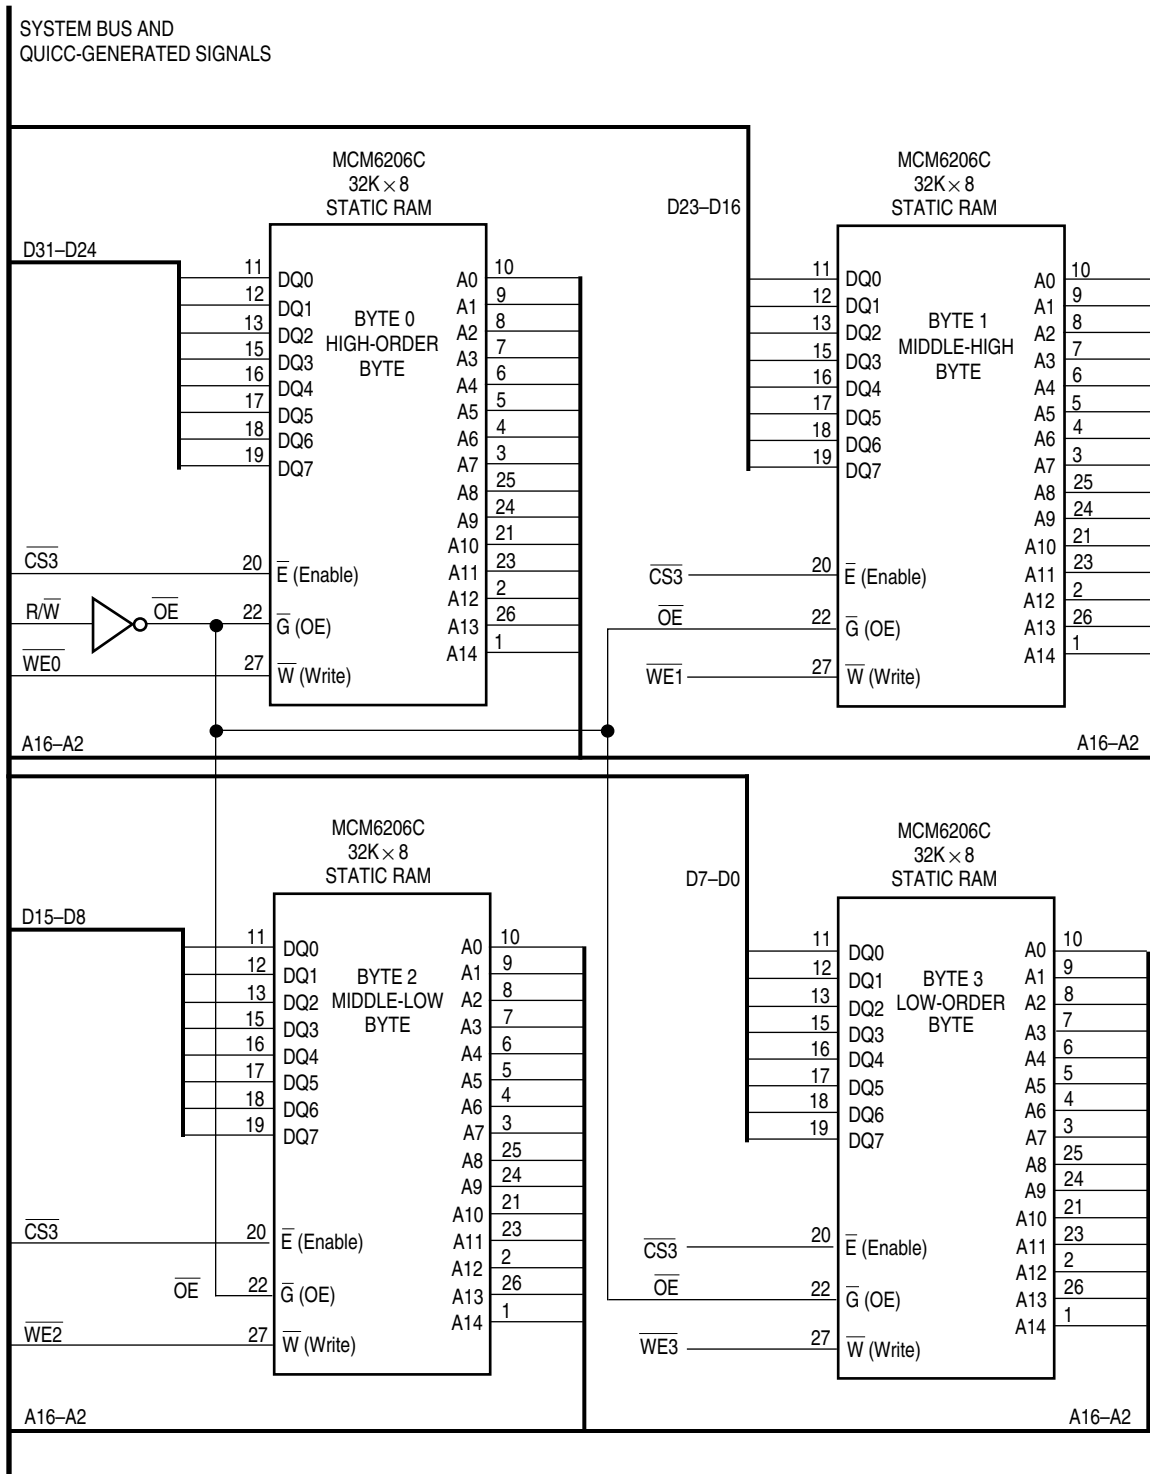 SYSTEM BUS AND
QUICC-GENERATED SIGNALS
MCM6206C
32K × 8
STATIC RAM
D31–D24
11 DQ0
12 DQ1
13 DQ2
15 DQ3
16 DQ4
17 DQ5
18 DQ6
19 DQ7
BYTE 0
HIGH-ORDER
BYTE
A0 10
A1 9
A2 8
A3 7
A4 6
A5 5
A6 4
A7 3
A8 25
A9 24
A10 21
A11 23
A12 2
A13 26
A14 1
C̅S̅3̅ 20 E̅ (Enable)
R/W̅ O̅E̅ 22 G̅ (OE)
W̅E̅0̅ 27 W̅ (Write)
A16–A2
MCM6206C
32K × 8
STATIC RAM
D23–D16
11 DQ0
12 DQ1
13 DQ2
15 DQ3
16 DQ4
17 DQ5
18 DQ6
19 DQ7
BYTE 1
MIDDLE-HIGH
BYTE
A0 10
A1 9
A2 8
A3 7
A4 6
A5 5
A6 4
A7 3
A8 25
A9 24
A10 21
A11 23
A12 2
A13 26
A14 1
C̅S̅3̅ 20 E̅ (Enable)
O̅E̅ 22 G̅ (OE)
W̅E̅1̅ 27 W̅ (Write)
A16–A2
MCM6206C
32K × 8
STATIC RAM
D15–D8
11 DQ0
12 DQ1
13 DQ2
15 DQ3
16 DQ4
17 DQ5
18 DQ6
19 DQ7
BYTE 2
MIDDLE-LOW
BYTE
A0 10
A1 9
A2 8
A3 7
A4 6
A5 5
A6 4
A7 3
A8 25
A9 24
A10 21
A11 23
A12 2
A13 26
A14 1
C̅S̅3̅ 20 E̅ (Enable)
O̅E̅ 22 G̅ (OE)
W̅E̅2̅ 27 W̅ (Write)
A16–A2
MCM6206C
32K × 8
STATIC RAM
D7–D0
11 DQ0
12 DQ1
13 DQ2
15 DQ3
16 DQ4
17 DQ5
18 DQ6
19 DQ7
BYTE 3
LOW-ORDER
BYTE
A0 10
A1 9
A2 8
A3 7
A4 6
A5 5
A6 4
A7 3
A8 25
A9 24
A10 21
A11 23
A12 2
A13 26
A14 1
C̅S̅3̅ 20 E̅ (Enable)
O̅E̅ 22 G̅ (OE)
W̅E̅3̅ 27 W̅ (Write)
A16–A2